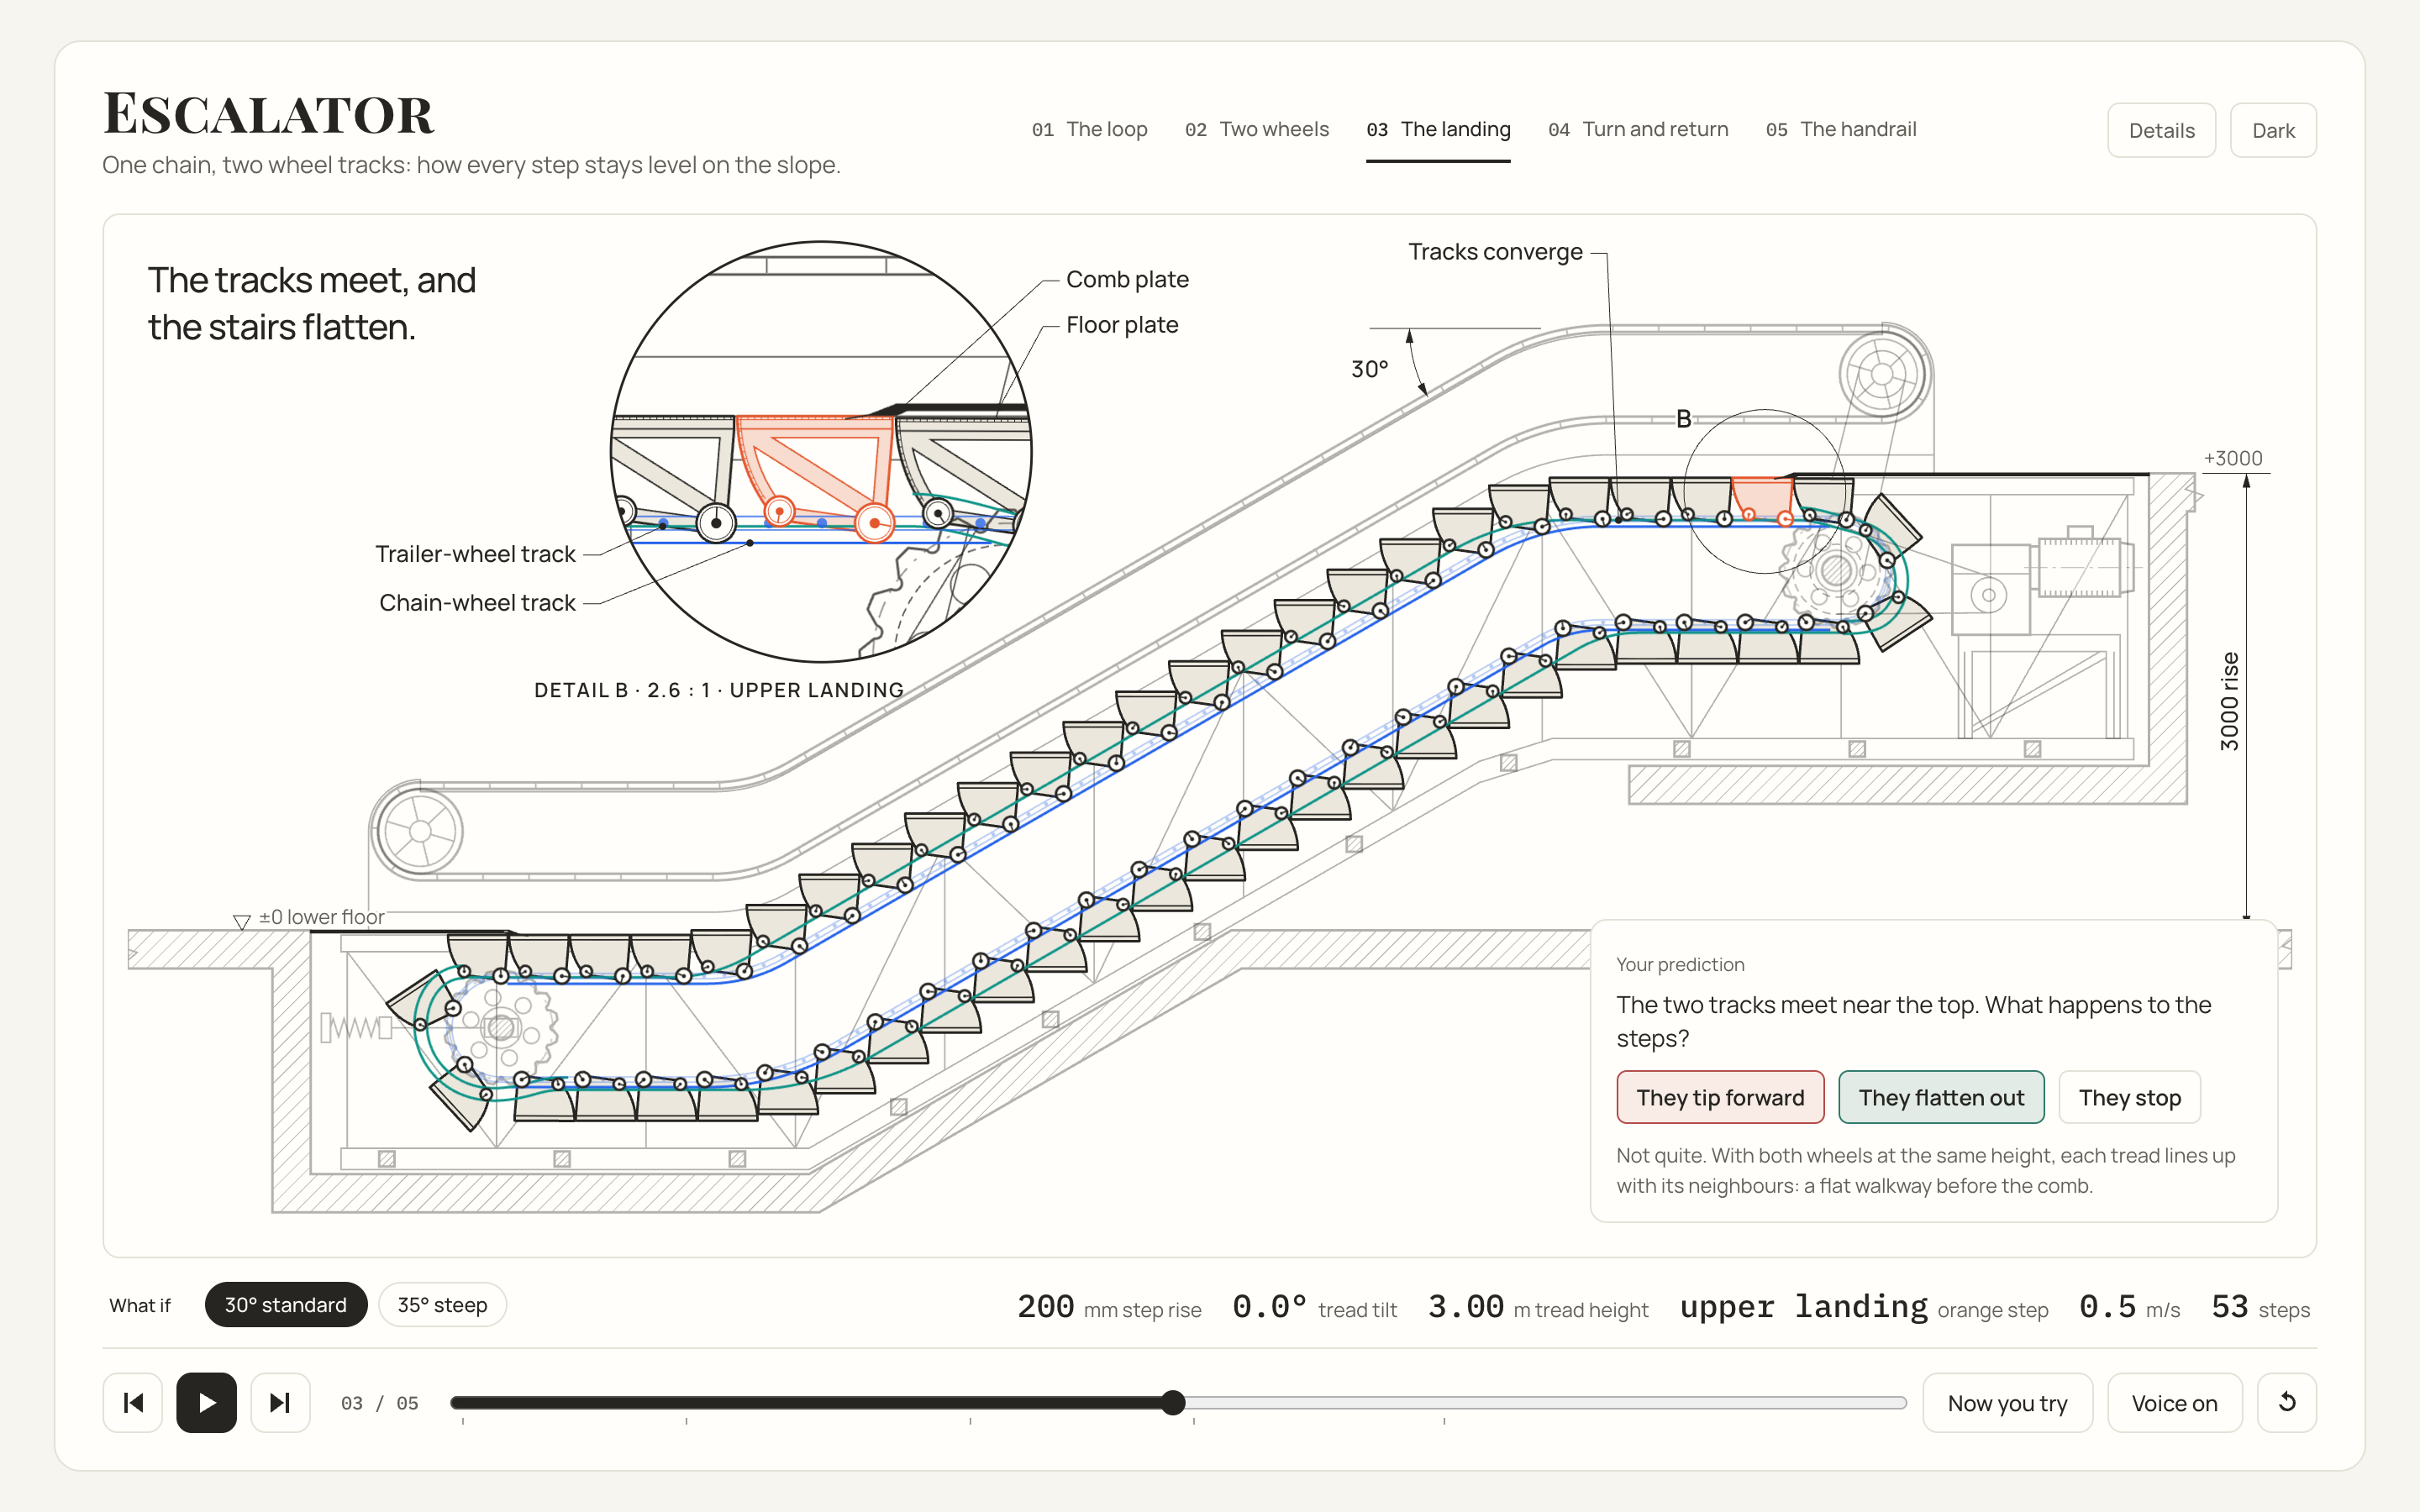 ESCALATOR
One chain, two wheel tracks: how every step stays level on the slope.
01 The loop
02 Two wheels
03 The landing
04 Turn and return
05 The handrail
Details
Dark
The tracks meet, and
the stairs flatten.
Comb plate
Floor plate
Tracks converge
30°
B
+3000
3000 rise
Trailer-wheel track
Chain-wheel track
DETAIL B · 2.6 : 1 · UPPER LANDING
±0 lower floor
Your prediction
The two tracks meet near the top. What happens to the
steps?
They tip forward
They flatten out
They stop
Not quite. With both wheels at the same height, each tread lines up
with its neighbours: a flat walkway before the comb.
What if
30° standard
35° steep
200 mm step rise
0.0° tread tilt
3.00 m tread height
upper landing orange step
0.5 m/s
53 steps
03 / 05
Now you try
Voice on